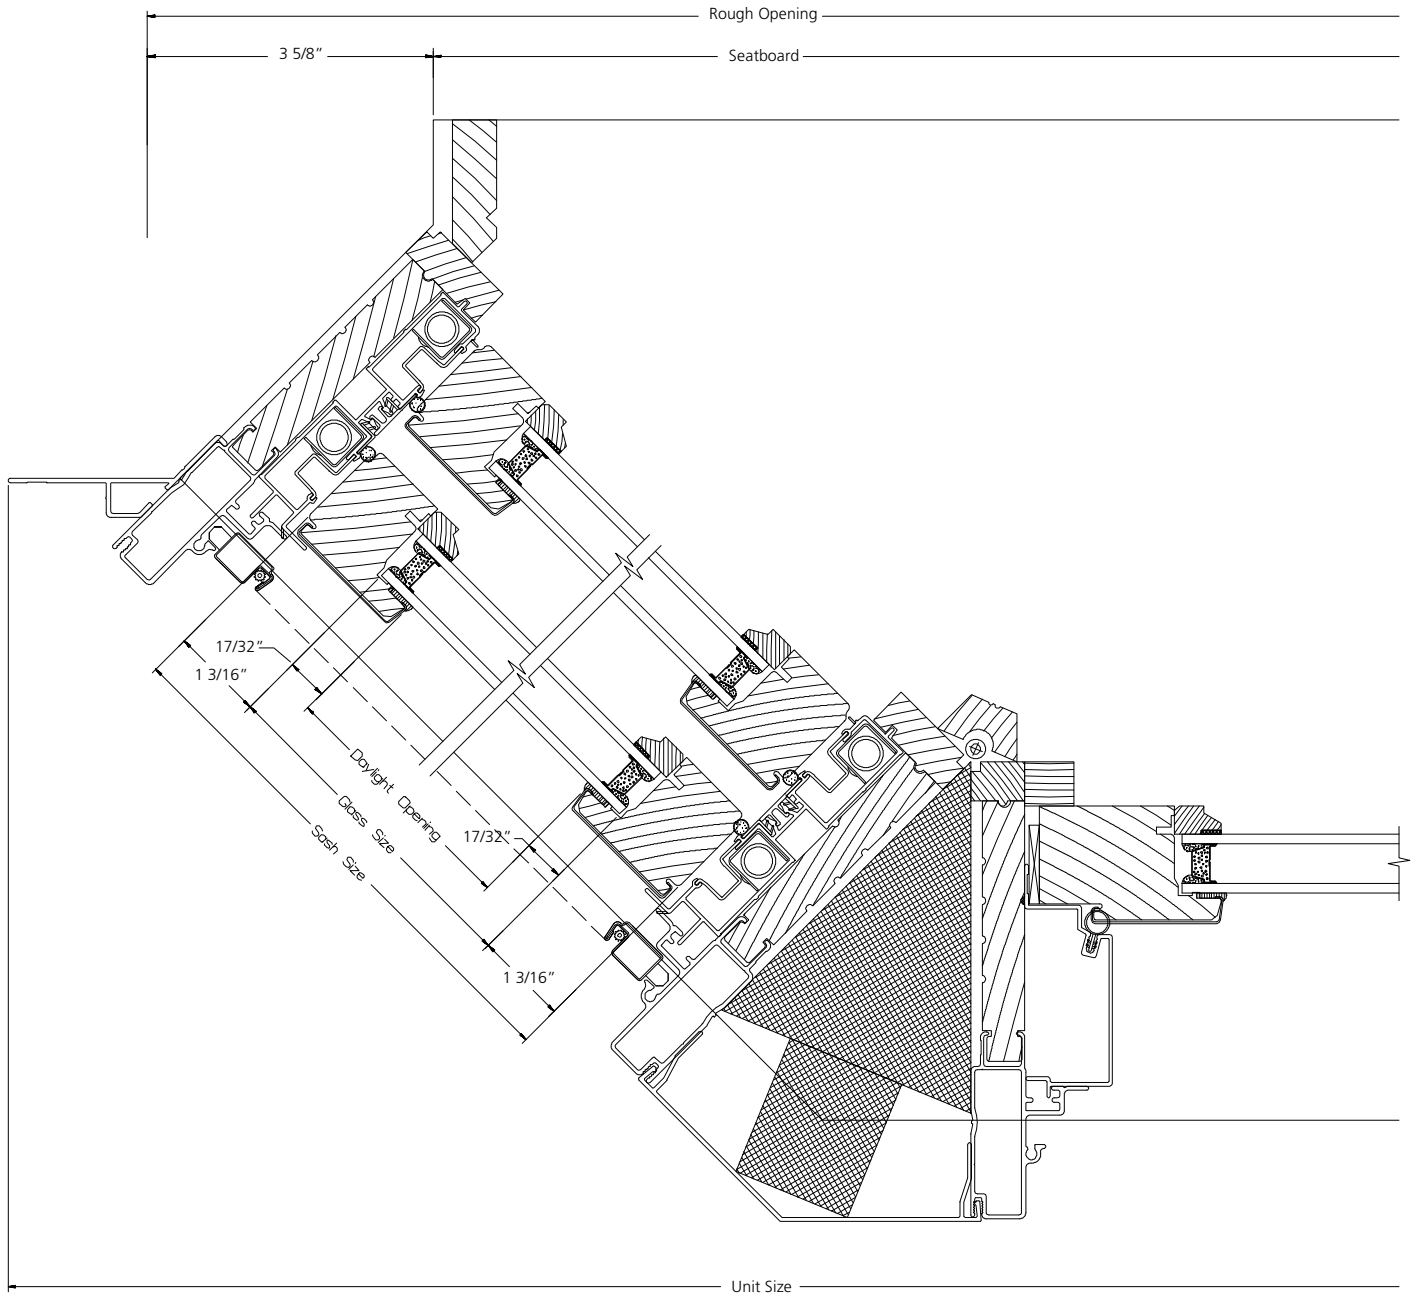 Rough Opening
3 5/8”
Seatboard
17/32”
1 3/16”
Daylight Opening
Glass Size
Sash Size
17/32”
1 3/16”
Unit Size